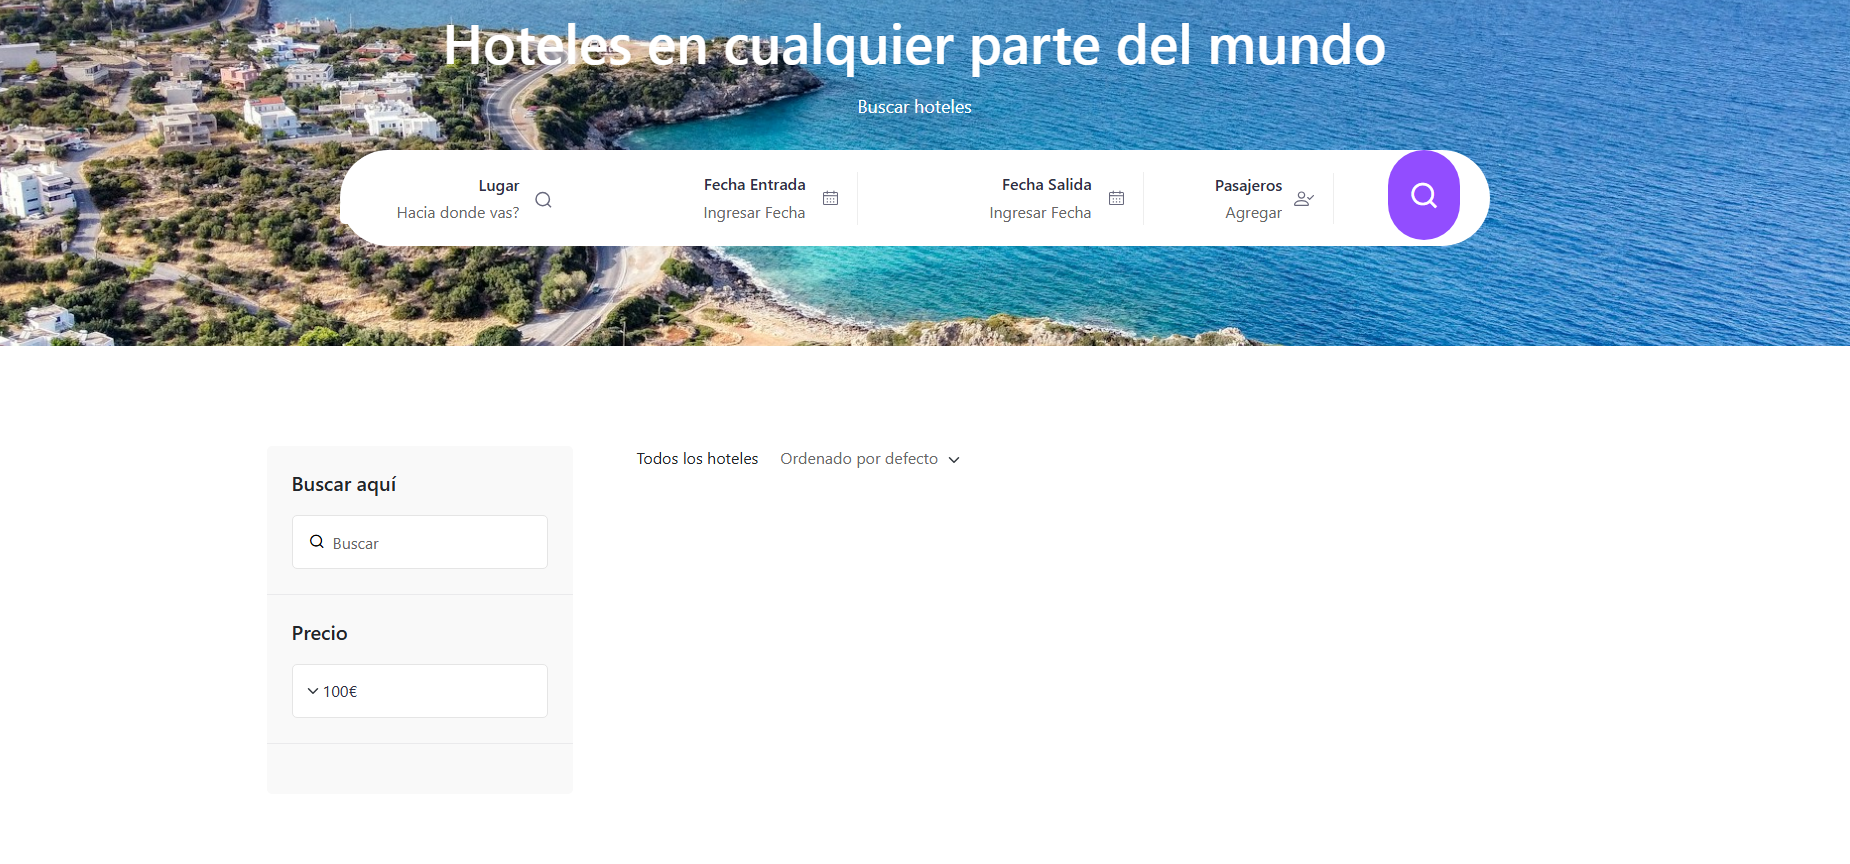 Hoteles en cualquier parte del mundo
Buscar hoteles
Lugar
Hacia donde vas?
Fecha Entrada
Ingresar Fecha
Fecha Salida
Ingresar Fecha
Pasajeros
Agregar
Buscar aquí
Buscar
Precio
100€
Todos los hoteles Ordenado por defecto